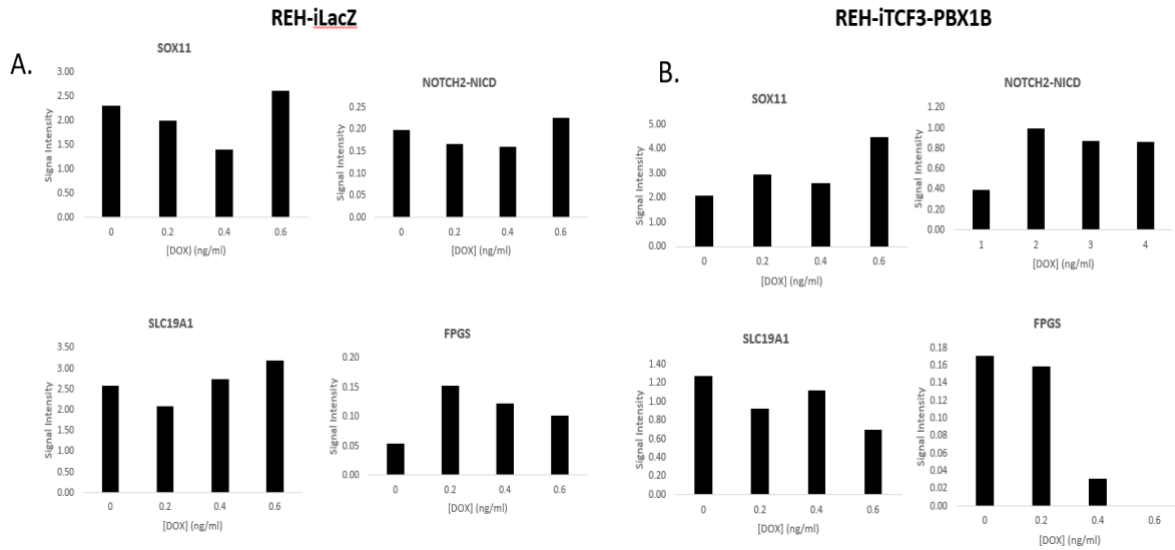 REH-iLacZ
A.
SOX11
Signa Intensity
3.00
2.50
2.00
1.50
1.00
0.50
0.00
0 0.2 0.4 0.6
[DOX) (ng/ml)
NOTCH2-NICD
Signal Intensity
0.25
0.20
0.15
0.10
0.05
0.00
0 0.2 0.4 0.6
[DOX] (ng/ml)
SLC19A1
Signal Intensity
3.50
3.00
2.50
2.00
1.50
1.00
0.50
0.00
0 0.2 0.4 0.6
[DOX] (ng/ml)
FPGS
Signal Intensity
0.20
0.15
0.10
0.05
0.00
0 0.2 0.4 0.6
[DOX] (ng/ml)
REH-iTCF3-PBX1B
B.
SOX11
Signal Intensity
5.00
4.00
3.00
2.00
1.00
0.00
0 0.2 0.4 0.6
[DOX] (ng/ml)
NOTCH2-NICD
Signal Intensity
1.20
1.00
0.80
0.60
0.40
0.20
0.00
1 2 3 4
[DOX] (ng/ml)
SLC19A1
Signal Intensity
1.40
1.20
1.00
0.80
0.60
0.40
0.20
0.00
0 0.2 0.4 0.6
[DOX] (ng/ml)
FPGS
Signal Intensity
0.18
0.16
0.14
0.12
0.10
0.08
0.06
0.04
0.02
0.00
0 0.2 0.4 0.6
[DOX] (ng/ml)